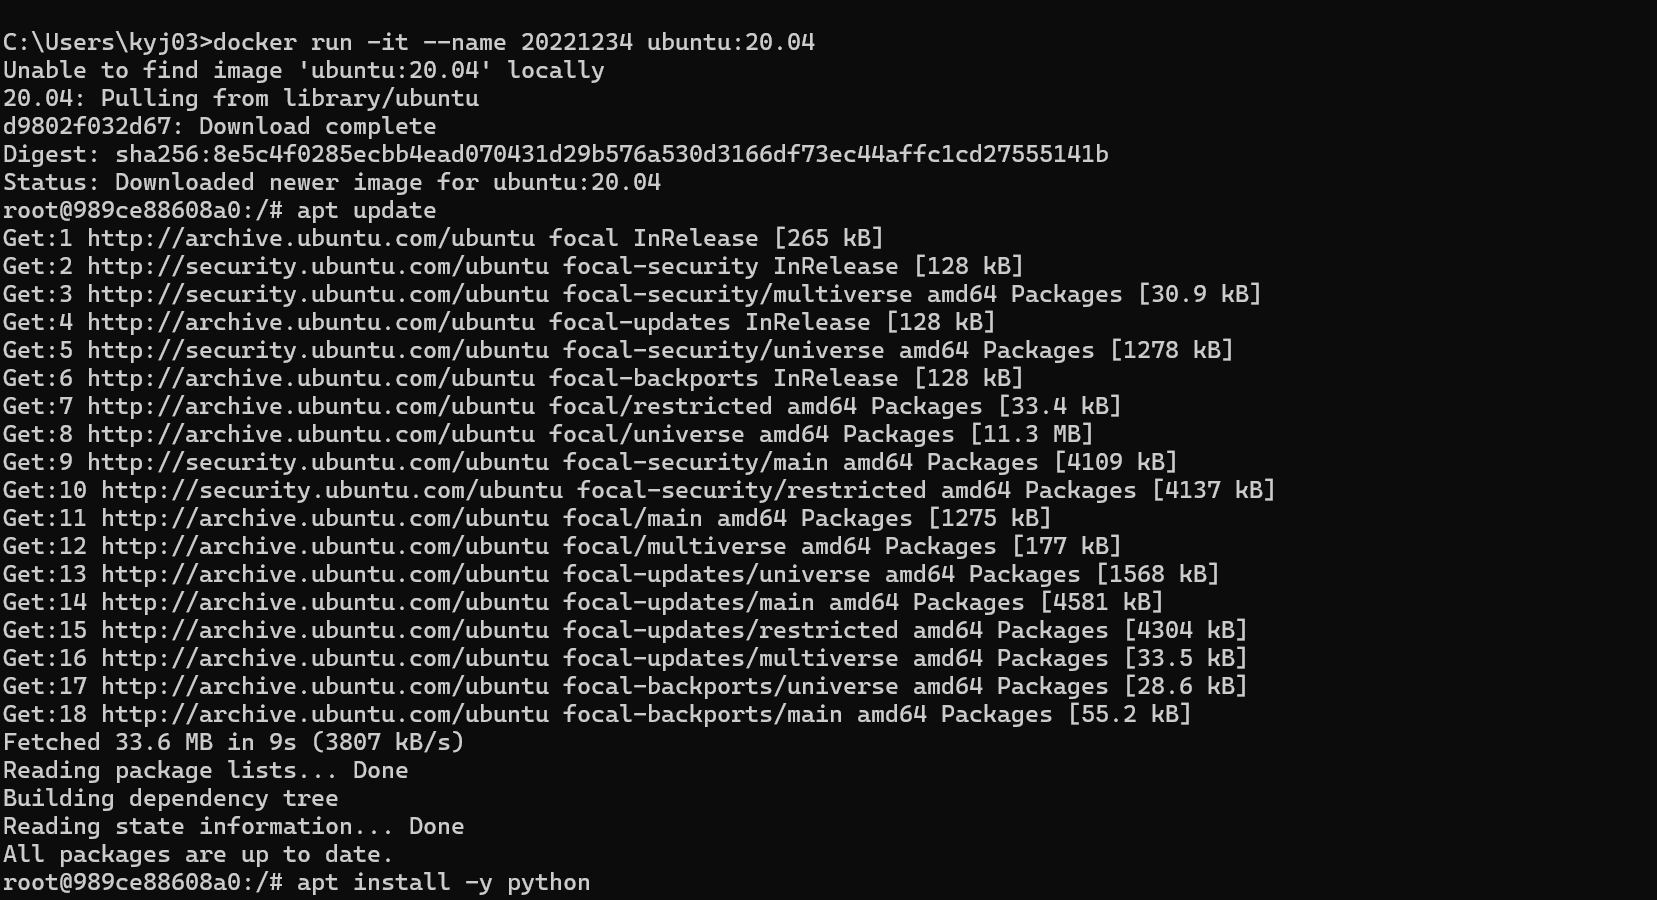 C:\Users\kyj03>docker run -it --name 20221234 ubuntu:20.04
Unable to find image 'ubuntu:20.04' locally
20.04: Pulling from library/ubuntu
d9802f032d67: Download complete
Digest: sha256:8e5c4f0285ecbb4ead070431d29b576a530d3166df73ec44affc1cd27555141b
Status: Downloaded newer image for ubuntu:20.04
root@989ce88608a0:/# apt update
Get:1 http://archive.ubuntu.com/ubuntu focal InRelease [265 kB]
Get:2 http://security.ubuntu.com/ubuntu focal-security InRelease [128 kB]
Get:3 http://security.ubuntu.com/ubuntu focal-security/multiverse amd64 Packages [30.9 kB]
Get:4 http://archive.ubuntu.com/ubuntu focal-updates InRelease [128 kB]
Get:5 http://security.ubuntu.com/ubuntu focal-security/universe amd64 Packages [1278 kB]
Get:6 http://archive.ubuntu.com/ubuntu focal-backports InRelease [128 kB]
Get:7 http://archive.ubuntu.com/ubuntu focal/restricted amd64 Packages [33.4 kB]
Get:8 http://archive.ubuntu.com/ubuntu focal/universe amd64 Packages [11.3 MB]
Get:9 http://security.ubuntu.com/ubuntu focal-security/main amd64 Packages [4109 kB]
Get:10 http://security.ubuntu.com/ubuntu focal-security/restricted amd64 Packages [4137 kB]
Get:11 http://archive.ubuntu.com/ubuntu focal/main amd64 Packages [1275 kB]
Get:12 http://archive.ubuntu.com/ubuntu focal/multiverse amd64 Packages [177 kB]
Get:13 http://archive.ubuntu.com/ubuntu focal-updates/universe amd64 Packages [1568 kB]
Get:14 http://archive.ubuntu.com/ubuntu focal-updates/main amd64 Packages [4581 kB]
Get:15 http://archive.ubuntu.com/ubuntu focal-updates/restricted amd64 Packages [4304 kB]
Get:16 http://archive.ubuntu.com/ubuntu focal-updates/multiverse amd64 Packages [33.5 kB]
Get:17 http://archive.ubuntu.com/ubuntu focal-backports/universe amd64 Packages [28.6 kB]
Get:18 http://archive.ubuntu.com/ubuntu focal-backports/main amd64 Packages [55.2 kB]
Fetched 33.6 MB in 9s (3807 kB/s)
Reading package lists... Done
Building dependency tree
Reading state information... Done
All packages are up to date.
root@989ce88608a0:/# apt install -y python